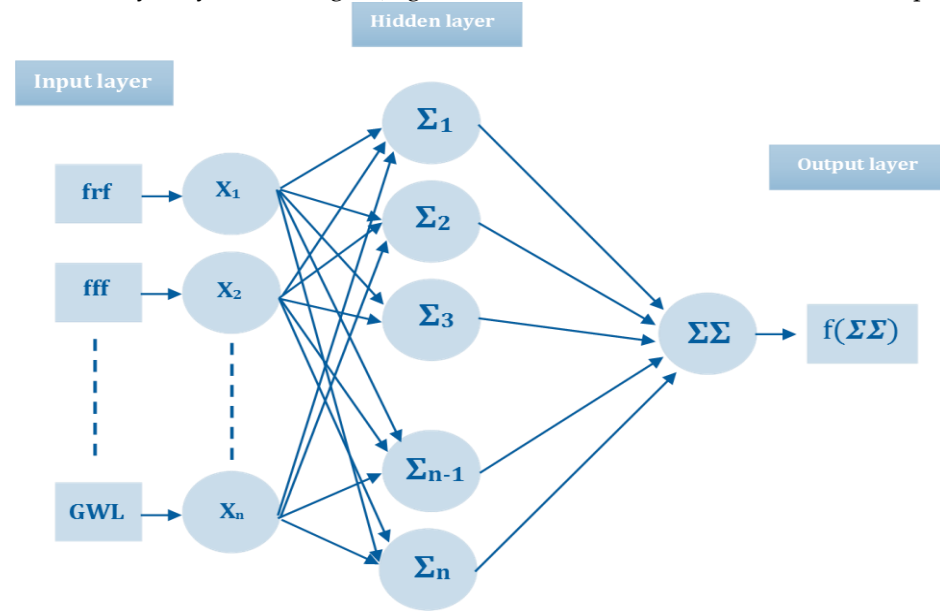 Hidden layer
Input layer
Output layer
frf
X₁
Σ₁
fff
X₂
Σ₂
Σ₃
ΣΣ
f(ΣΣ)
Σn-1
GWL
Xn
Σn